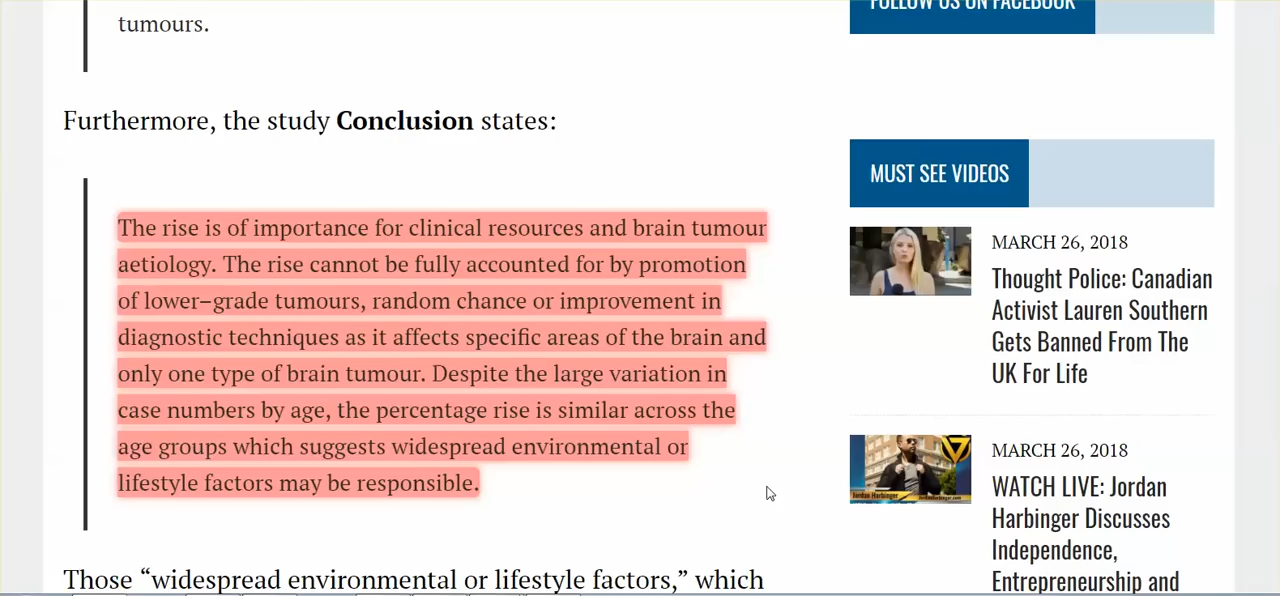 tumours.
Furthermore, the study Conclusion states:
The rise is of importance for clinical resources and brain tumour
aetiology. The rise cannot be fully accounted for by promotion
of lower–grade tumours, random chance or improvement in
diagnostic techniques as it affects specific areas of the brain and
only one type of brain tumour. Despite the large variation in
case numbers by age, the percentage rise is similar across the
age groups which suggests widespread environmental or
lifestyle factors may be responsible.
Those “widespread environmental or lifestyle factors,” which
FOLLOW US ON FACEBOOK
MUST SEE VIDEOS
MARCH 26, 2018
Thought Police: Canadian
Activist Lauren Southern
Gets Banned From The
UK For Life
MARCH 26, 2018
WATCH LIVE: Jordan
Harbinger Discusses
Independence,
Entrepreneurship and
Jordan Harbinger